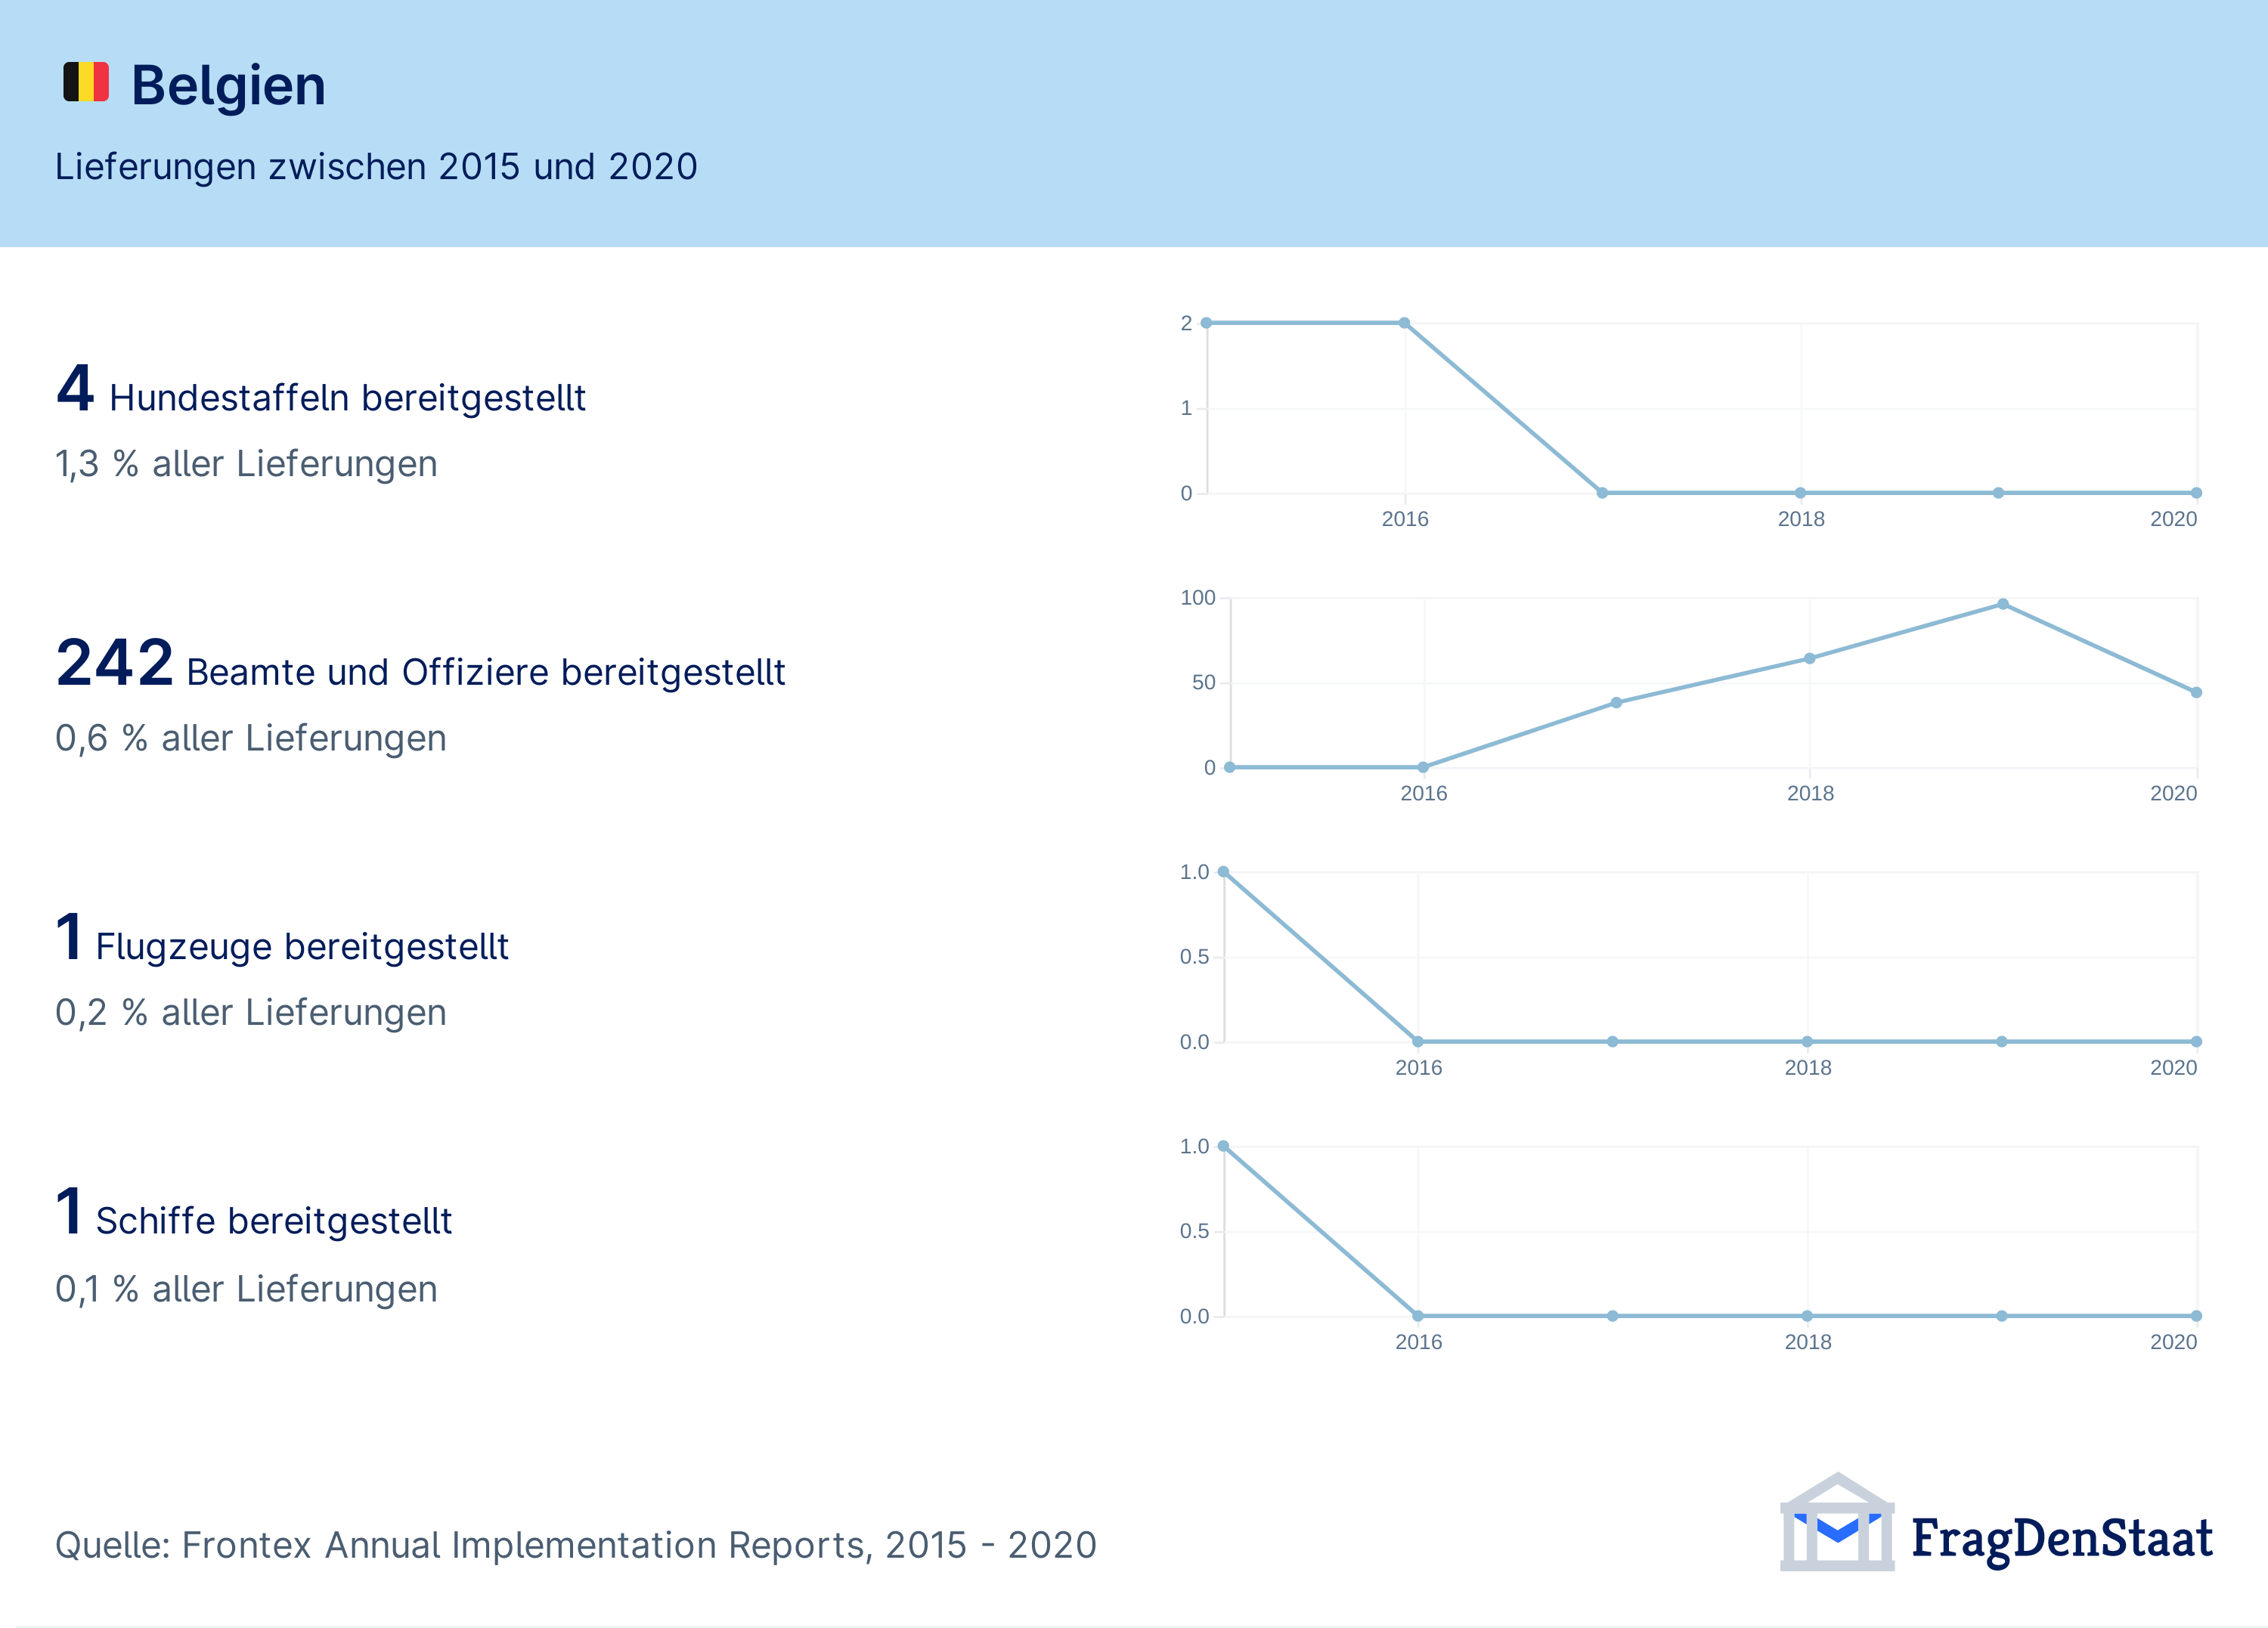 Belgien
Lieferungen zwischen 2015 und 2020
4 Hundestaffeln bereitgestellt
1,3 % aller Lieferungen
2
1
0
2016 2018 2020
242 Beamte und Offiziere bereitgestellt
0,6 % aller Lieferungen
100
50
0
2016 2018 2020
1 Flugzeuge bereitgestellt
0,2 % aller Lieferungen
1.0
0.5
0.0
2016 2018 2020
1 Schiffe bereitgestellt
0,1 % aller Lieferungen
1.0
0.5
0.0
2016 2018 2020
Quelle: Frontex Annual Implementation Reports, 2015 - 2020
FragDenStaat